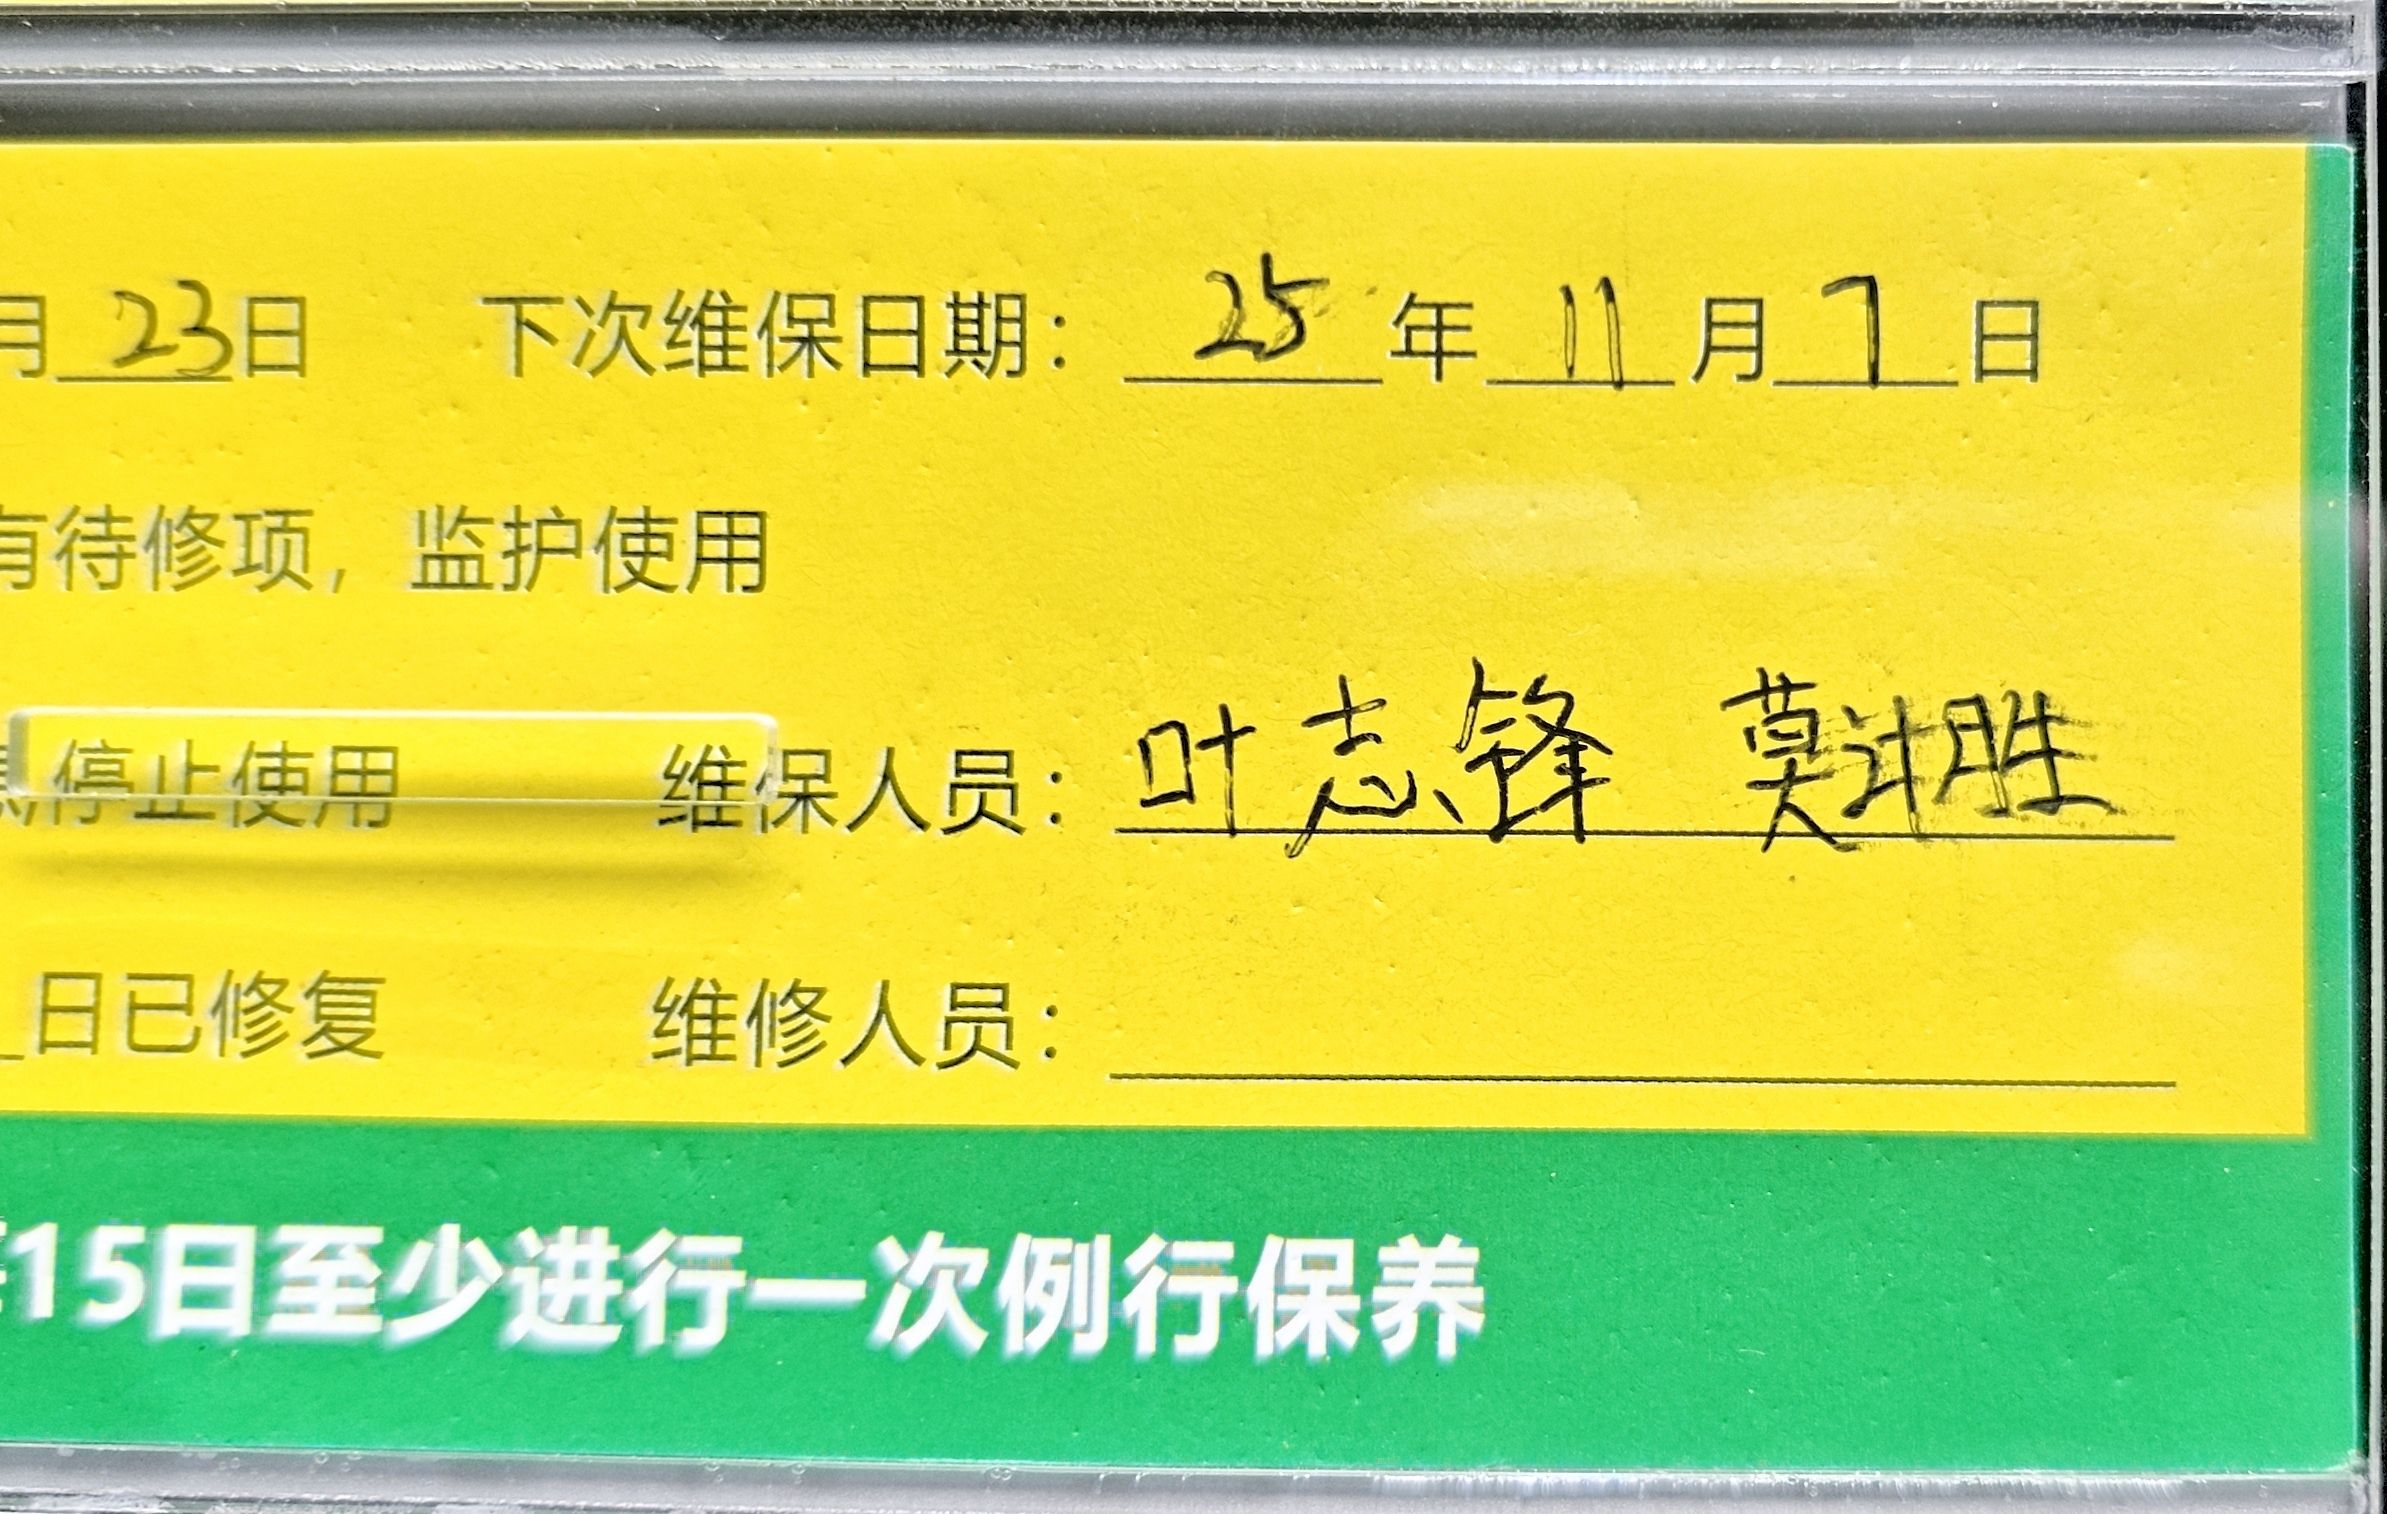 月23日 下次维保日期：25年11月7日
有待修项，监护使用
停止使用 维保人员：叶志锋 莫计胜
日已修复 维修人员：
15日至少进行一次例行保养